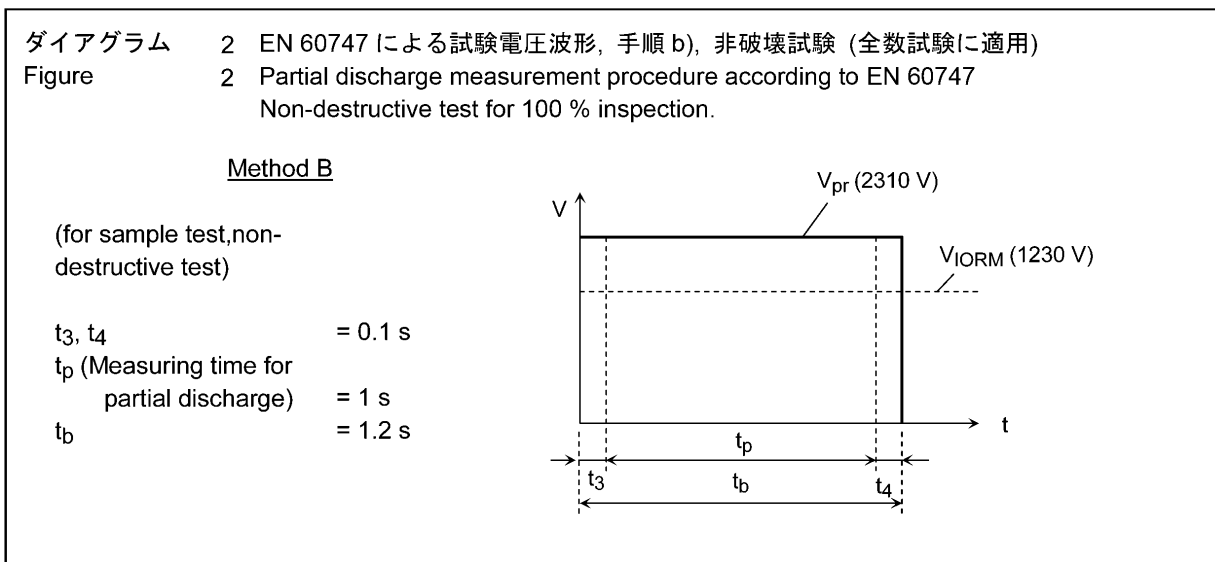 ダイアグラム 2 EN 60747 による試験電圧波形, 手順 b), 非破壊試験 (全数試験に適用)
Figure 2 Partial discharge measurement procedure according to EN 60747
Non-destructive test for 100 % inspection.
Method B
(for sample test,non-
destructive test)
t3, t4 = 0.1 s
tp (Measuring time for
partial discharge) = 1 s
tb = 1.2 s
Vpr (2310 V)
V
VIORM (1230 V)
t
tp
t3 tb t4